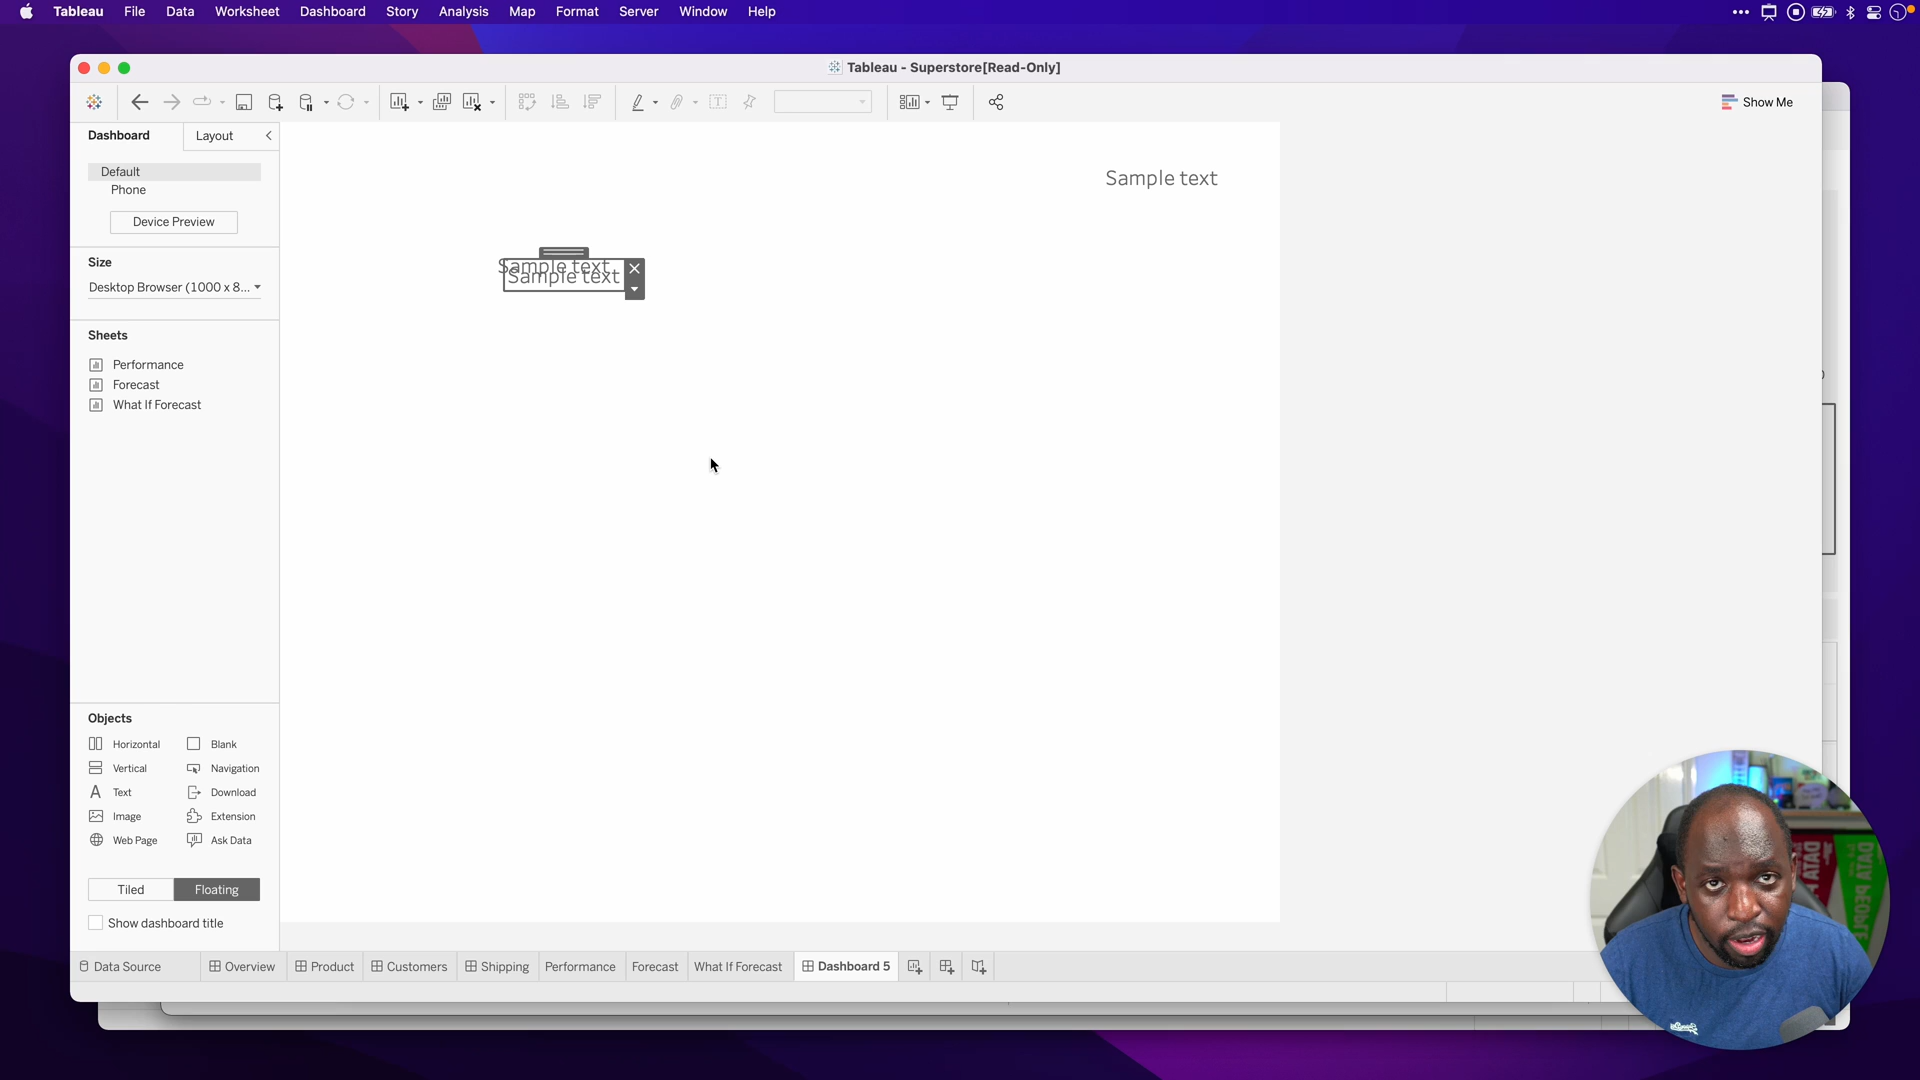 Tableau File Data Worksheet Dashboard Story Analysis Map Format Server Window Help
Tableau - Superstore[Read-Only]
Show Me
Dashboard Layout
Default
Phone
Device Preview
Size
Desktop Browser (1000 x 8...
Sheets
Performance
Forecast
What If Forecast
Sample text
Sample text
Sample text
Objects
Horizontal Blank
Vertical Navigation
Text Download
Image Extension
Web Page Ask Data
Tiled Floating
Show dashboard title
Data Source Overview Product Customers Shipping Performance Forecast What If Forecast Dashboard 5
DATA
DATA PEOPLE